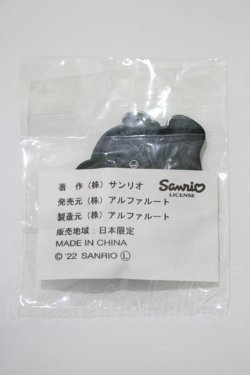 著 作(株)サンリオ
Sanrio
LICENSE
発売元(株)アルファルート
製造元(株)アルファルート
販売地域:日本限定
MADE IN CHINA
© '22 SANRIO Ⓛ